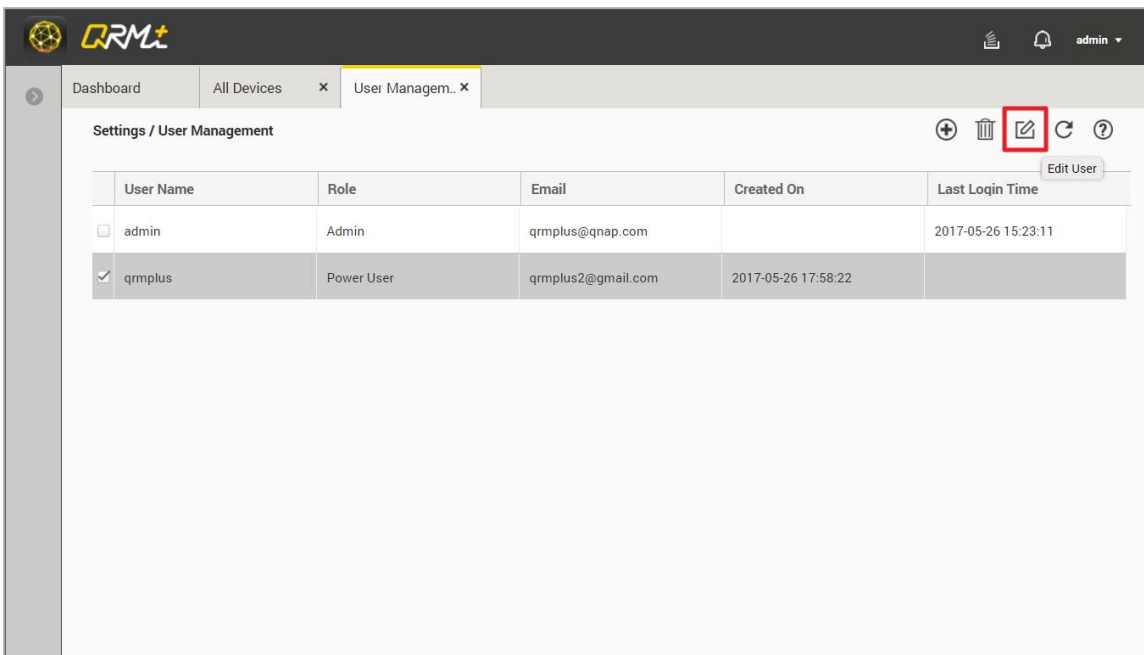 QRM+
admin
Dashboard All Devices × User Managem.. ×
Settings / User Management
Edit User
User Name Role Email Created On Last Login Time
admin Admin qrmplus@qnap.com 2017-05-26 15:23:11
qrmplus Power User qrmplus2@gmail.com 2017-05-26 17:58:22